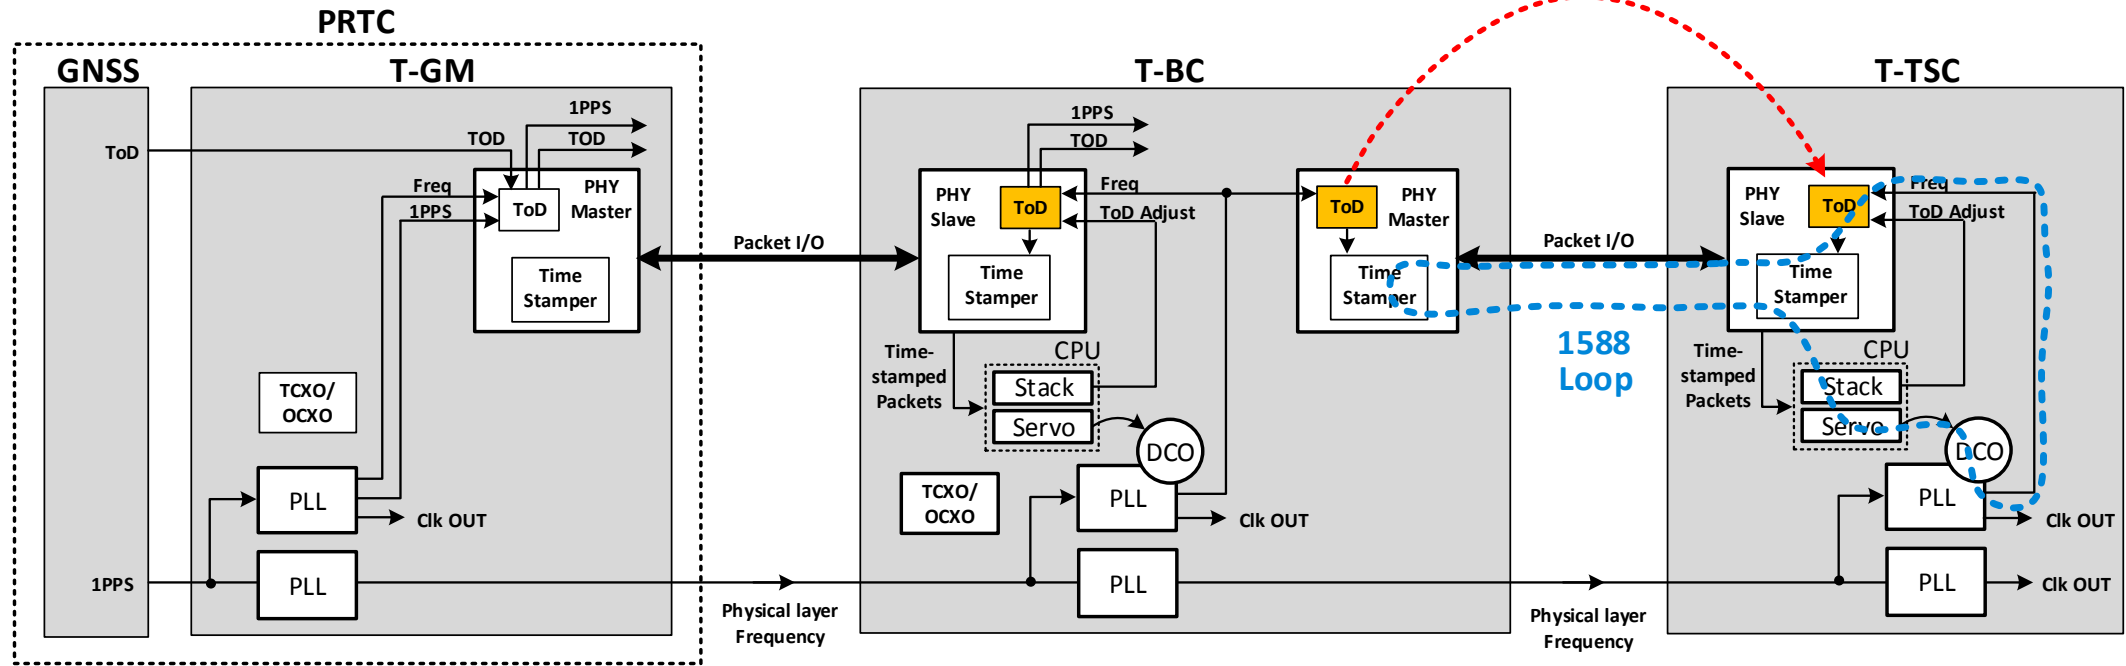 PRTC
GNSS
T-GM
ToD
1PPS
1PPS
TOD
TOD
Freq
1PPS
ToD
PHY
Master
Time
Stamper
TCXO/
OCXO
PLL
Clk OUT
PLL
Packet I/O
Physical layer
Frequency
T-BC
1PPS
TOD
PHY
Slave
ToD
Freq
ToD Adjust
Time
Stamper
Time-
stamped
Packets
CPU
Stack
Servo
DCO
TCXO/
OCXO
PLL
Clk OUT
PLL
ToD
PHY
Master
Time
Stamper
Packet I/O
1588
Loop
Physical layer
Frequency
T-TSC
PHY
Slave
ToD
Freq
ToD Adjust
Time
Stamper
Time-
stamped
Packets
CPU
Stack
Servo
DCO
PLL
Clk OUT
PLL
Clk OUT